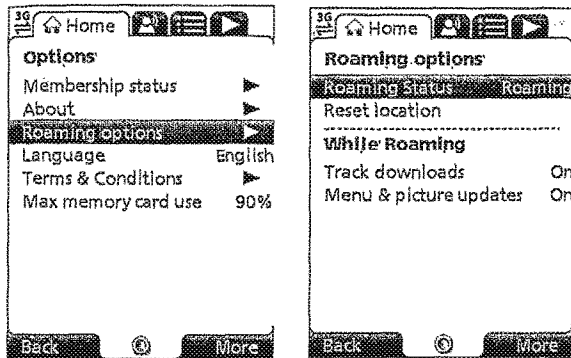 3G
Home
Options
Membership status
About
Roaming options
Language English
Terms & Conditions
Max memory card use 90%
Back More
3G
Home
Roaming options
Roaming Status Roaming
Reset location
While Roaming
Track downloads On
Menu & picture updates On
Back More